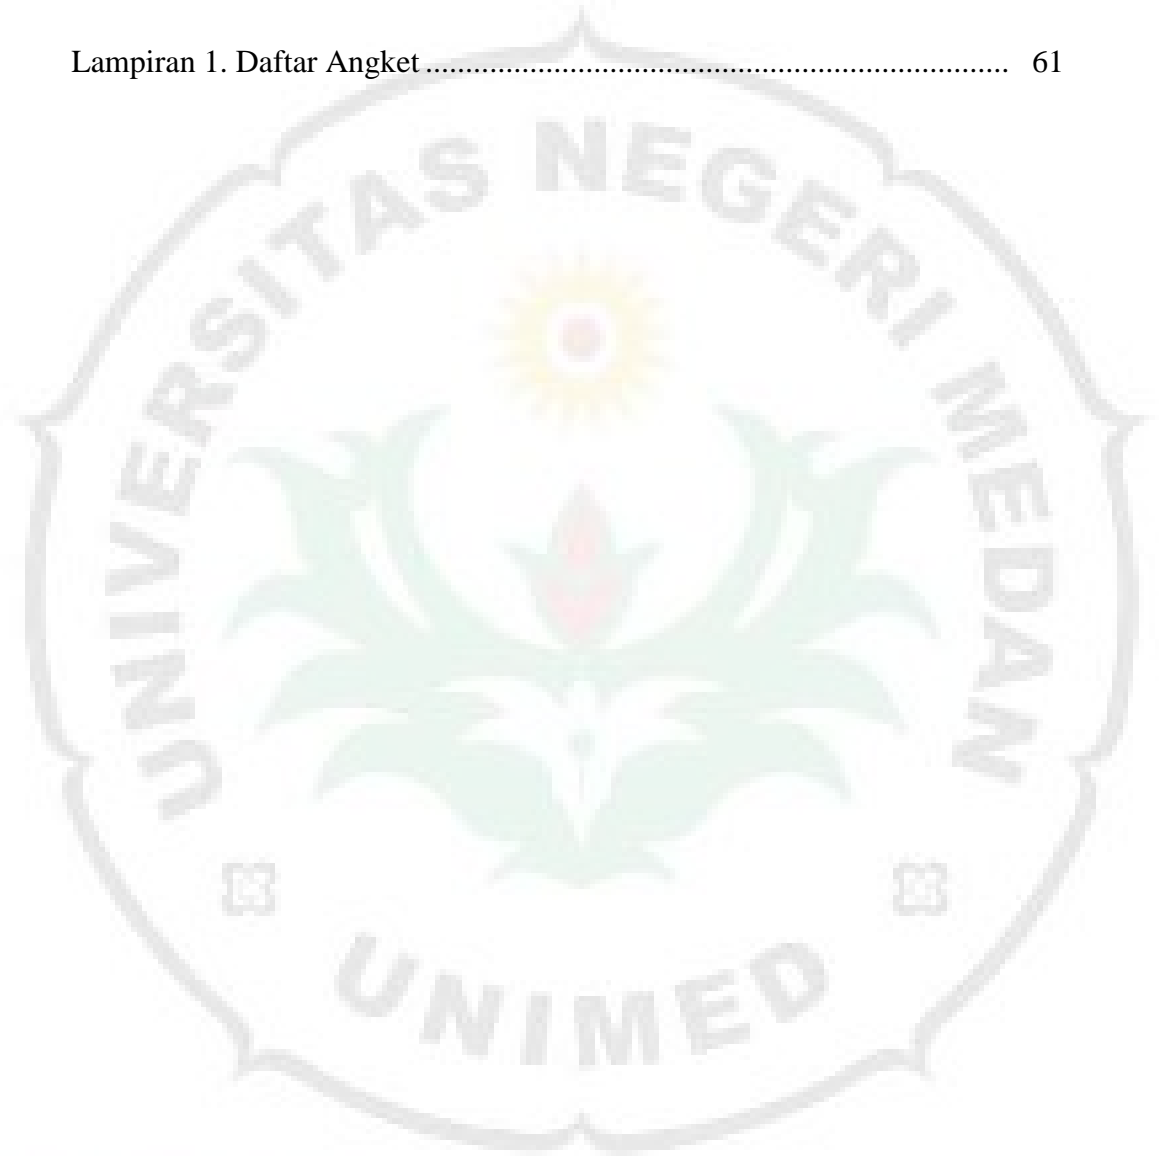 Lampiran 1. Daftar Angket ........................................................................ 61
UNIVERSITAS NEGERI MEDAN
UNIMED